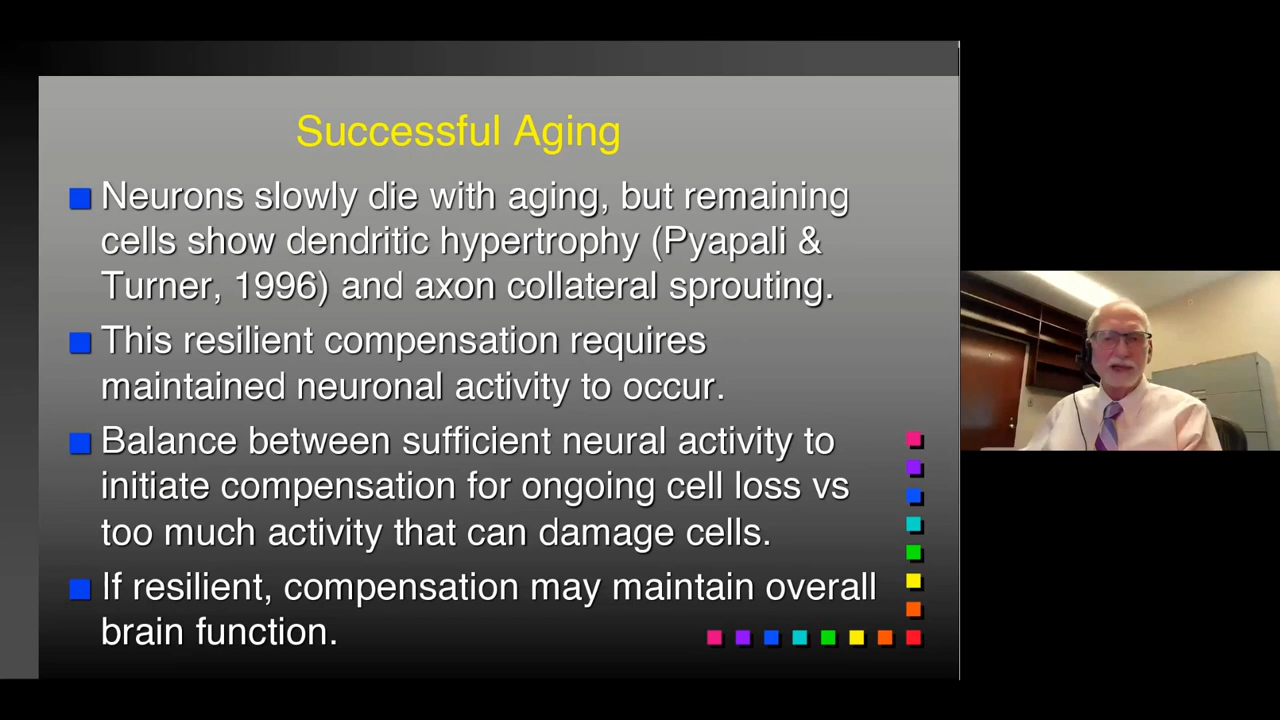 Successful Aging
Neurons slowly die with aging, but remaining
cells show dendritic hypertrophy (Pyapali &
Turner, 1996) and axon collateral sprouting.
This resilient compensation requires
maintained neuronal activity to occur.
Balance between sufficient neural activity to
initiate compensation for ongoing cell loss vs
too much activity that can damage cells.
If resilient, compensation may maintain overall
brain function.